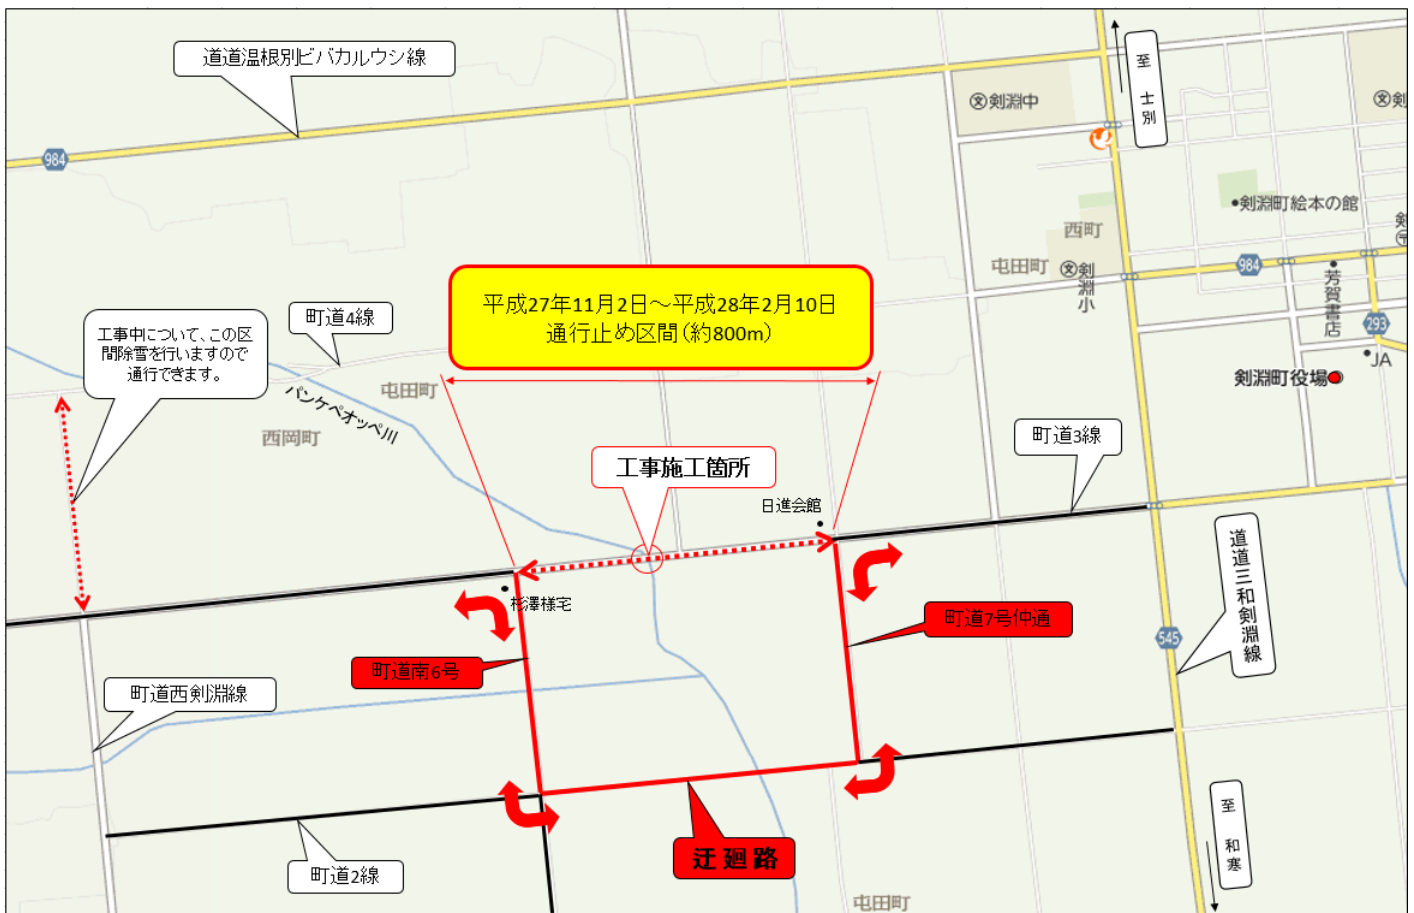 道道温根別ビバカルウシ線
984
剣淵中
至 士別
剣
剣淵町絵本の館
西町
屯田町
剣淵小
984
芳賀書店
293
JA
剣淵町役場
平成27年11月2日～平成28年2月10日
通行止め区間（約800m）
町道4線
工事中について、この区
間除雪を行いますので
通行できます。
パンケペオッペ川
屯田町
西岡町
工事施工箇所
町道3線
日進会館
道道三和剣淵線
杉澤様宅
町道7号仲通
545
町道南6号
町道西剣淵線
至 和寒
迂廻路
町道2線
屯田町